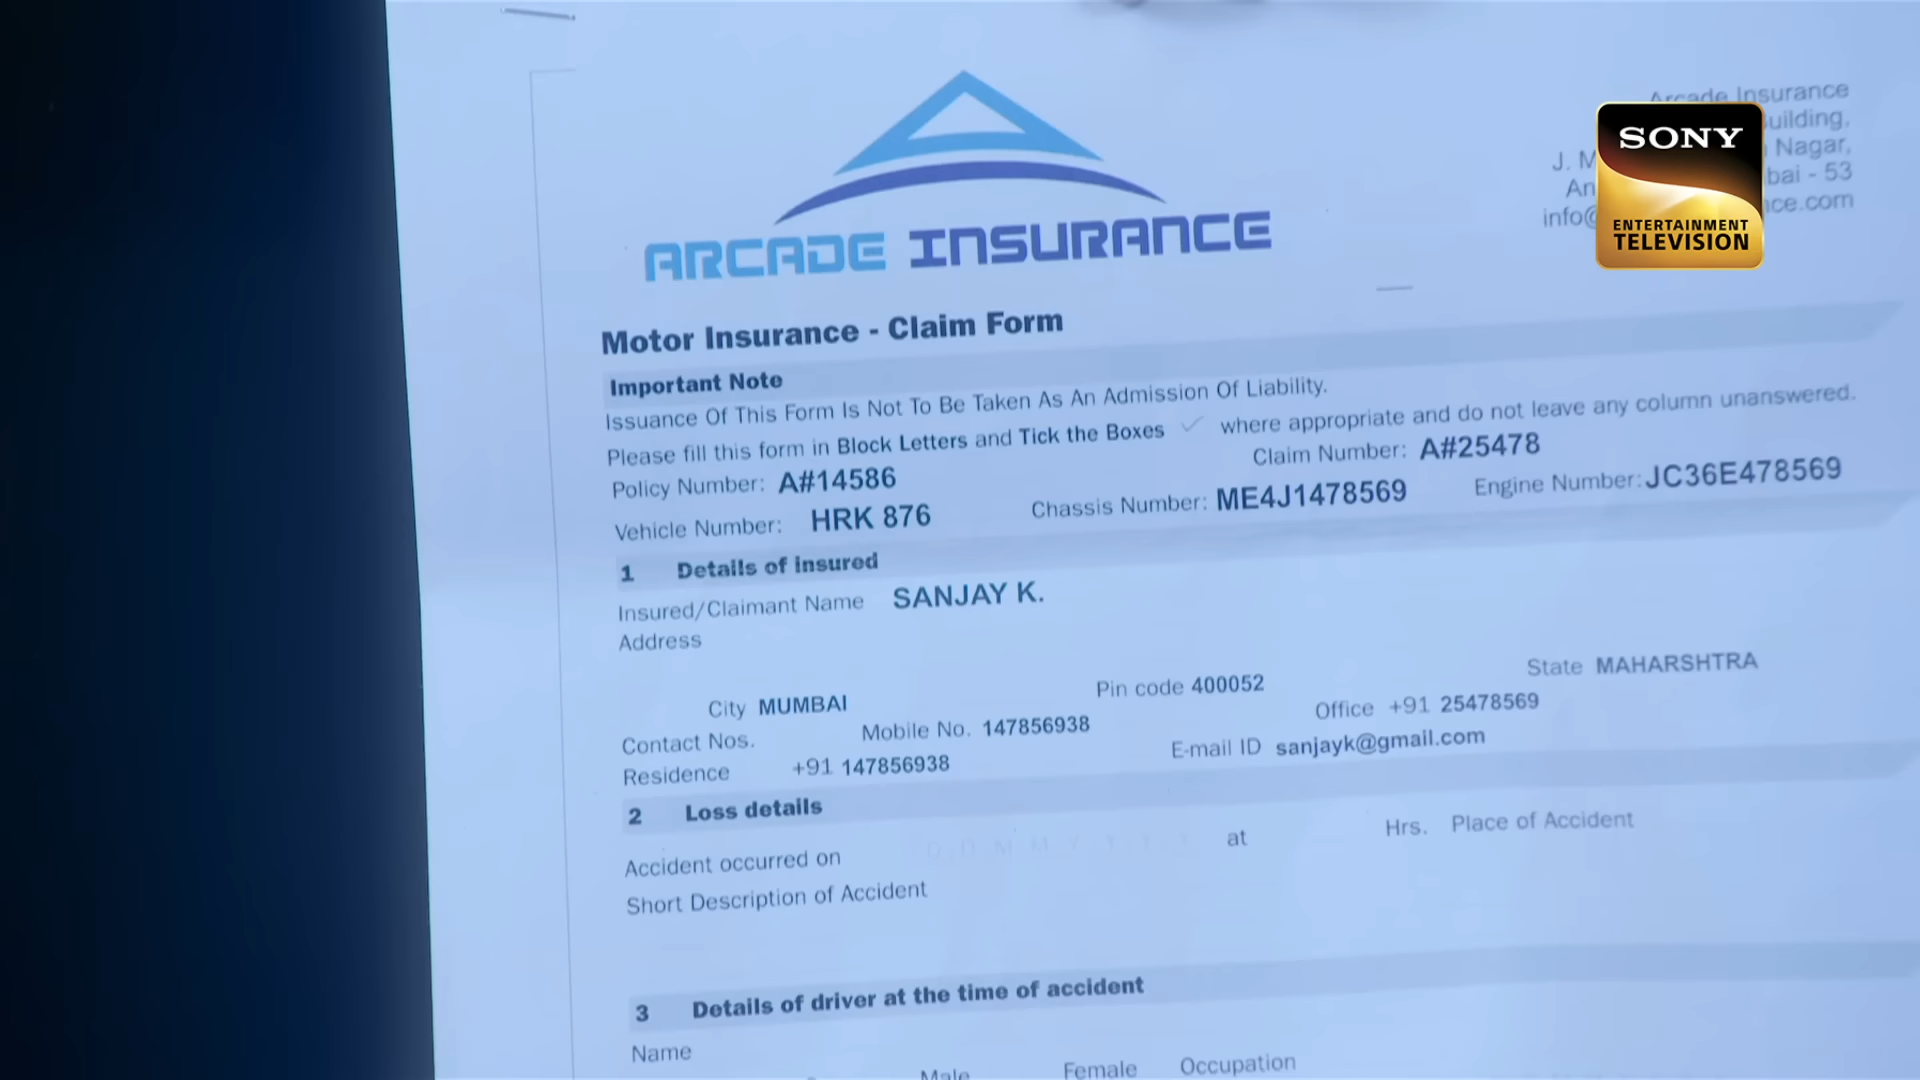 ARCADE INSURANCE
Insurance
uilding,
J. M Nagar,
An bai - 53
info@ nce.com
SONY
ENTERTAINMENT
TELEVISION
Motor Insurance - Claim Form
Important Note
Issuance Of This Form Is Not To Be Taken As An Admission Of Liability.
Please fill this form in Block Letters and Tick the Boxes ✓ where appropriate and do not leave any column unanswered.
Policy Number: A#14586 Claim Number: A#25478
Vehicle Number: HRK 876 Chassis Number: ME4J1478569 Engine Number: JC36E478569
1 Details of insured
Insured/Claimant Name SANJAY K.
Address
City MUMBAI Pin code 400052 State MAHARSHTRA
Contact Nos. Mobile No. 147856938 Office +91 25478569
Residence +91 147856938 E-mail ID sanjayk@gmail.com
2 Loss details
Accident occurred on at Hrs. Place of Accident
Short Description of Accident
3 Details of driver at the time of accident
Name
Male Female Occupation